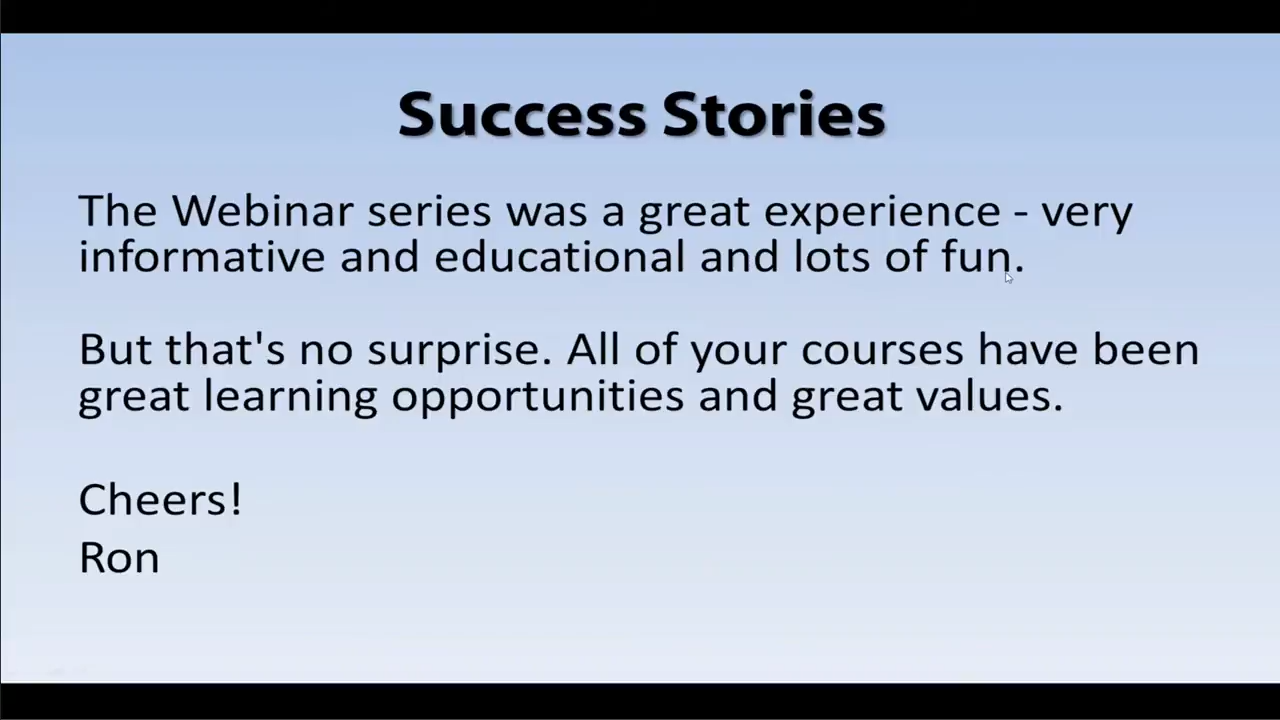 Success Stories
The Webinar series was a great experience - very
informative and educational and lots of fun.
But that's no surprise. All of your courses have been
great learning opportunities and great values.
Cheers!
Ron